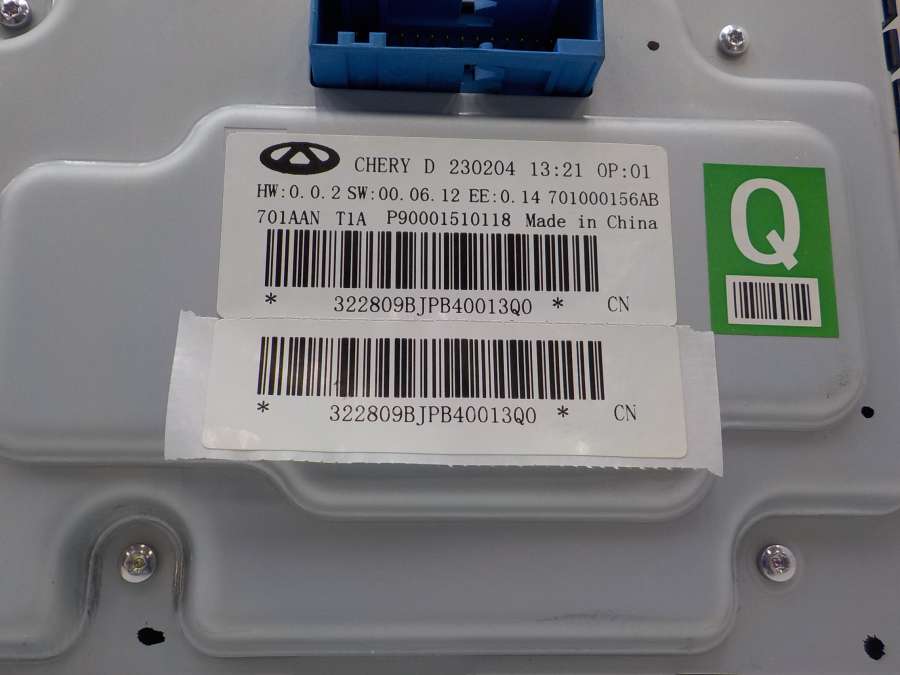 CHERY D 230204 13:21 OP:01
HW:0.0.2 SW:00.06.12 EE:0.14 701000156AB
701AAN T1A P90001510118 Made in China
* 322809BJPB40013Q0 * CN
* 322809BJPB40013Q0 * CN
Q